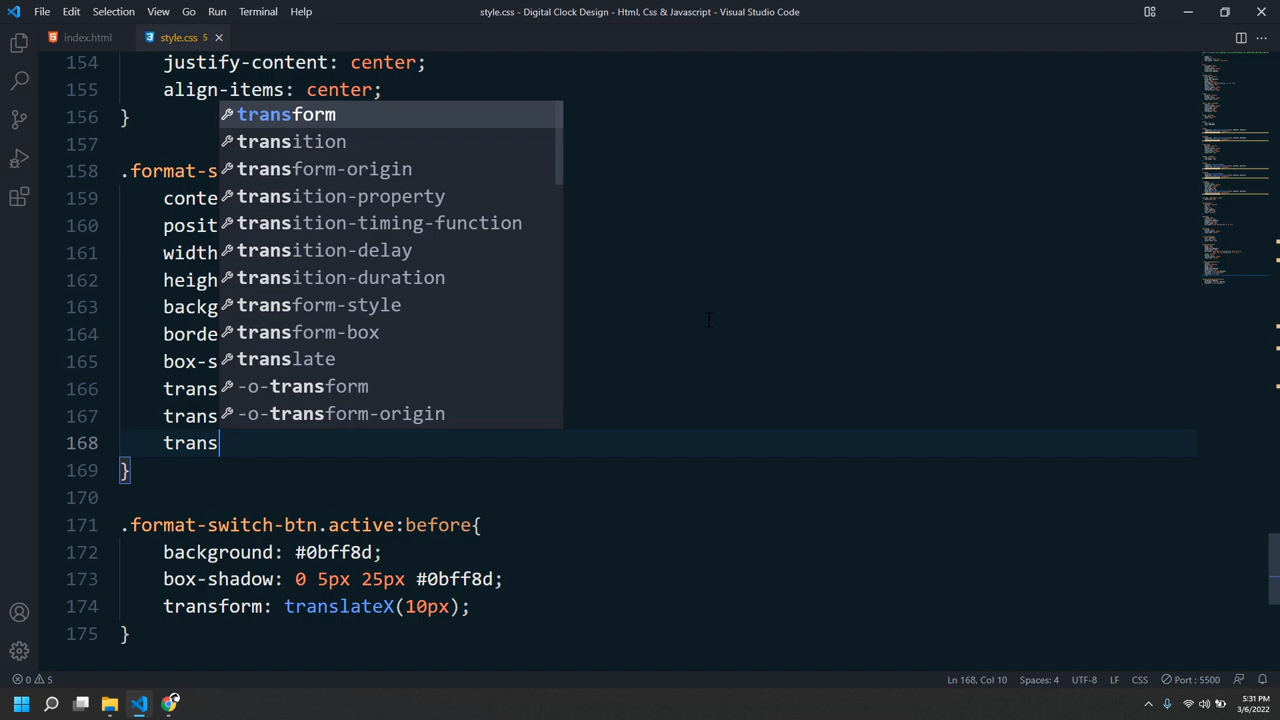 File Edit Selection View Go Run Terminal Help style.css - Digital Clock Design - Html, Css & Javascript - Visual Studio Code
index.html style.css 5
154 justify-content: center;
155 align-items: center;
156 }
157
158 .format-s
159 conte
160 posit
161 width
162 heigh
163 backg
164 borde
165 box-s
166 trans
167 trans
168 trans
169 }
170
171 .format-switch-btn.active:before{
172 background: #0bff8d;
173 box-shadow: 0 5px 25px #0bff8d;
174 transform: translateX(10px);
175 }
transform
transition
transform-origin
transition-property
transition-timing-function
transition-delay
transition-duration
transform-style
transform-box
translate
-o-transform
-o-transform-origin
0 5 Ln 168, Col 10 Spaces: 4 UTF-8 LF CSS Port : 5500
5:31 PM
3/6/2022